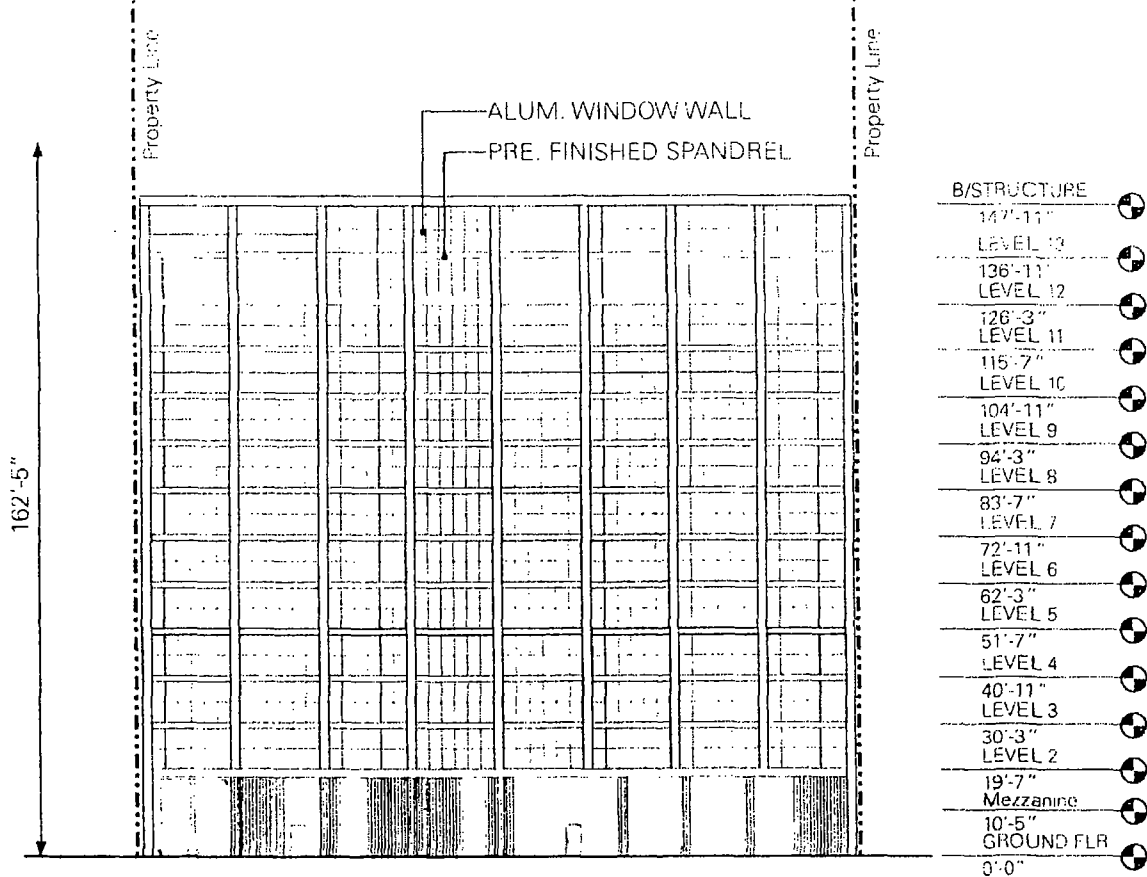 Property Line
Property Line
ALUM. WINDOW WALL
PRE. FINISHED SPANDREL
162'-5"
B/STRUCTURE
147'-11"
LEVEL 13
136'-11"
LEVEL 12
126'-3"
LEVEL 11
115'-7"
LEVEL 10
104'-11"
LEVEL 9
94'-3"
LEVEL 8
83'-7"
LEVEL 7
72'-11"
LEVEL 6
62'-3"
LEVEL 5
51'-7"
LEVEL 4
40'-11"
LEVEL 3
30'-3"
LEVEL 2
19'-7"
Mezzanine
10'-5"
GROUND FLR
0'-0"